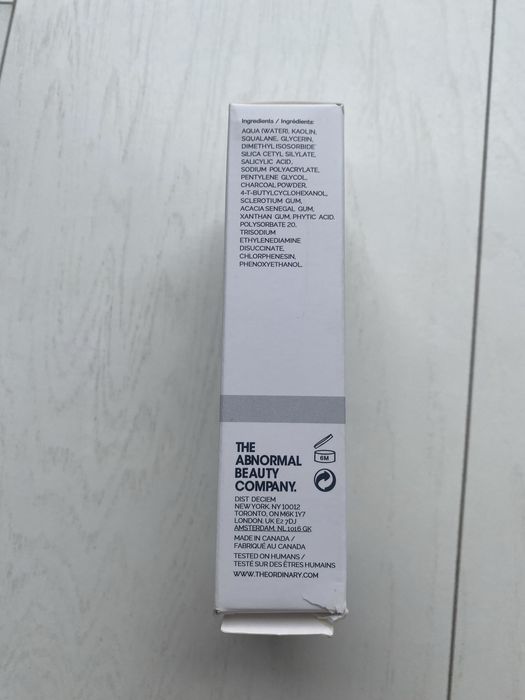 Ingredients / Ingrédients:
AQUA (WATER), KAOLIN,
SQUALANE, GLYCERIN,
DIMETHYL ISOSORBIDE
SILICA CETYL SILYLATE,
SALICYLIC ACID,
SODIUM POLYACRYLATE,
PENTYLENE GLYCOL,
CHARCOAL POWDER,
4-T-BUTYLCYCLOHEXANOL,
SCLEROTIUM GUM,
ACACIA SENEGAL GUM,
XANTHAN GUM, PHYTIC ACID.
POLYSORBATE 20,
TRISODIUM
ETHYLENEDIAMINE
DISUCCINATE,
CHLORPHENESIN,
PHENOXYETHANOL.
THE
ABNORMAL
BEAUTY
COMPANY.
6M
DIST. DECIEM
NEW YORK, NY 10012
TORONTO, ON M6K 1Y7
LONDON, UK E2 7DJ
AMSTERDAM, NL 1016 GK
MADE IN CANADA /
FABRIQUÉ AU CANADA
TESTED ON HUMANS /
TESTÉ SUR DES ÊTRES HUMAINS
WWW.THEORDINARY.COM